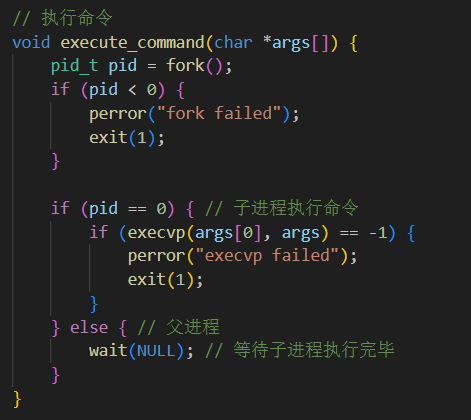 // 执行命令
void execute_command(char *args[]) {
    pid_t pid = fork();
    if (pid < 0) {
        perror("fork failed");
        exit(1);
    }

    if (pid == 0) { // 子进程执行命令
        if (execvp(args[0], args) == -1) {
            perror("execvp failed");
            exit(1);
        }
    } else { // 父进程
        wait(NULL); // 等待子进程执行完毕
    }
}